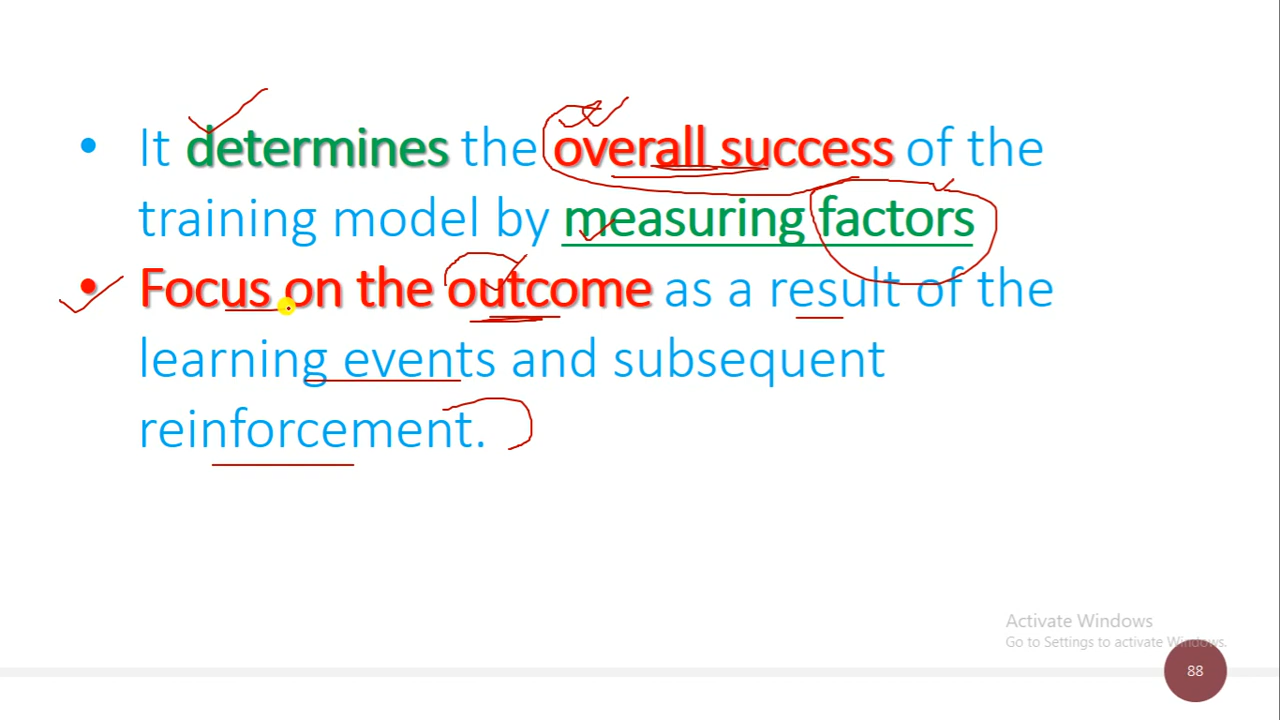 • It determines the overall success of the
training model by measuring factors
• Focus on the outcome as a result of the
learning events and subsequent
reinforcement.
Activate Windows
Go to Settings to activate Windows.
88